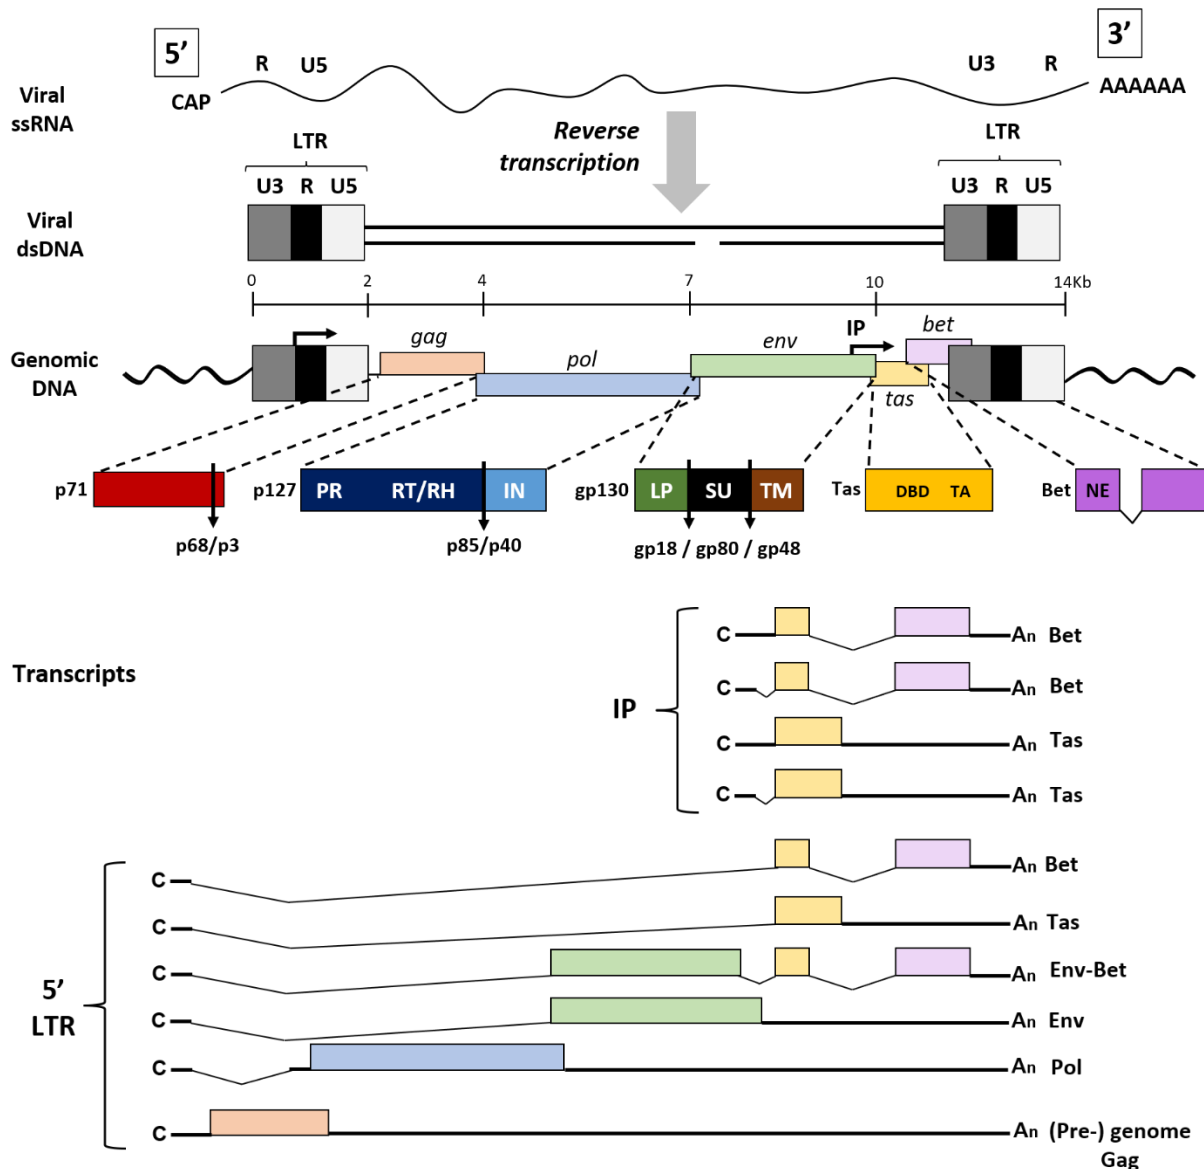 5’
3’
R U5
U3 R
CAP
AAAAAA
Viral
ssRNA
Reverse
transcription
LTR
LTR
U3 R U5
U3 R U5
Viral
dsDNA
0 2 4 7 10 14Kb
Genomic
DNA
gag
pol
env
IP
bet
tas
p71
p127 PR RT/RH IN
gp130 LP SU TM
Tas DBD TA
Bet NE
p68/p3
p85/p40
gp18 / gp80 / gp48
Transcripts
IP
C An Bet
C An Bet
C An Tas
C An Tas
5’
LTR
C An Bet
C An Tas
C An Env-Bet
C An Env
C An Pol
C An (Pre-) genome
Gag